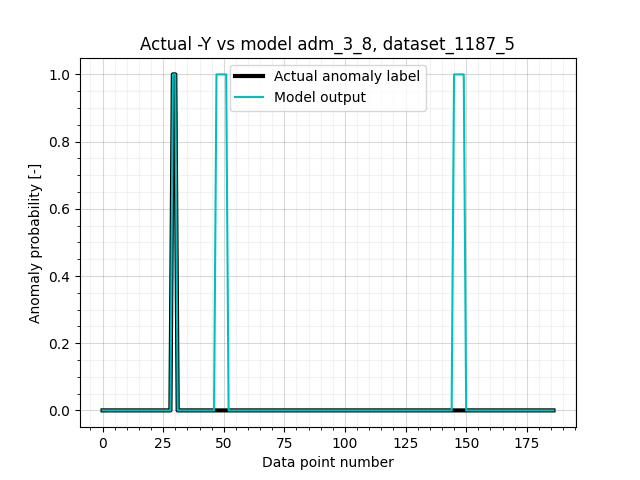 Actual -Y vs model adm_3_8, dataset_1187_5
Actual anomaly label
Model output
Anomaly probability [-]
1.0
0.8
0.6
0.4
0.2
0.0
0 25 50 75 100 125 150 175
Data point number